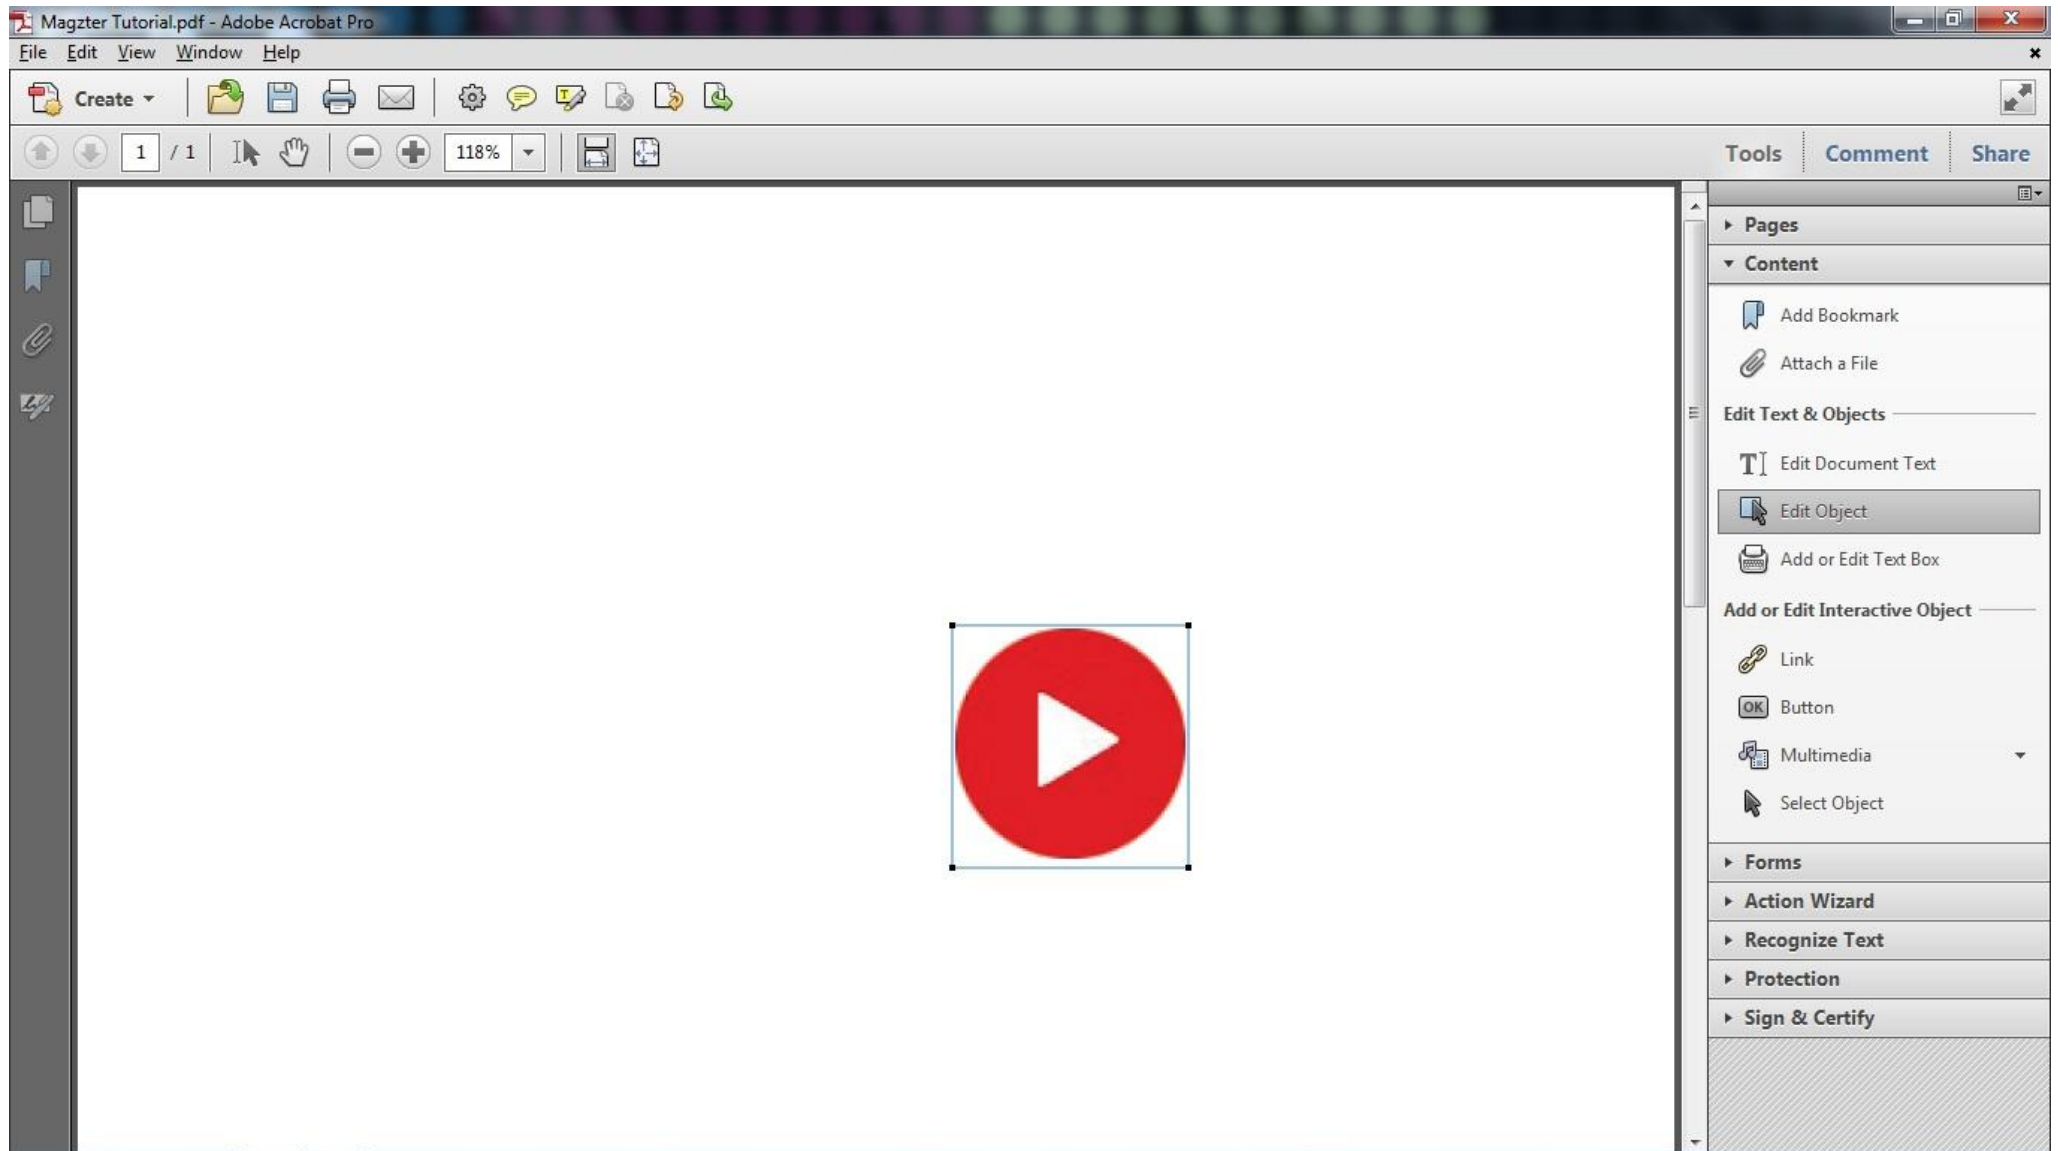 Magzter Tutorial.pdf - Adobe Acrobat Pro
File Edit View Window Help
Create
1 / 1 118% Tools Comment Share
Pages
Content
Add Bookmark
Attach a File
Edit Text & Objects
Edit Document Text
Edit Object
Add or Edit Text Box
Add or Edit Interactive Object
Link
OK Button
Multimedia
Select Object
Forms
Action Wizard
Recognize Text
Protection
Sign & Certify